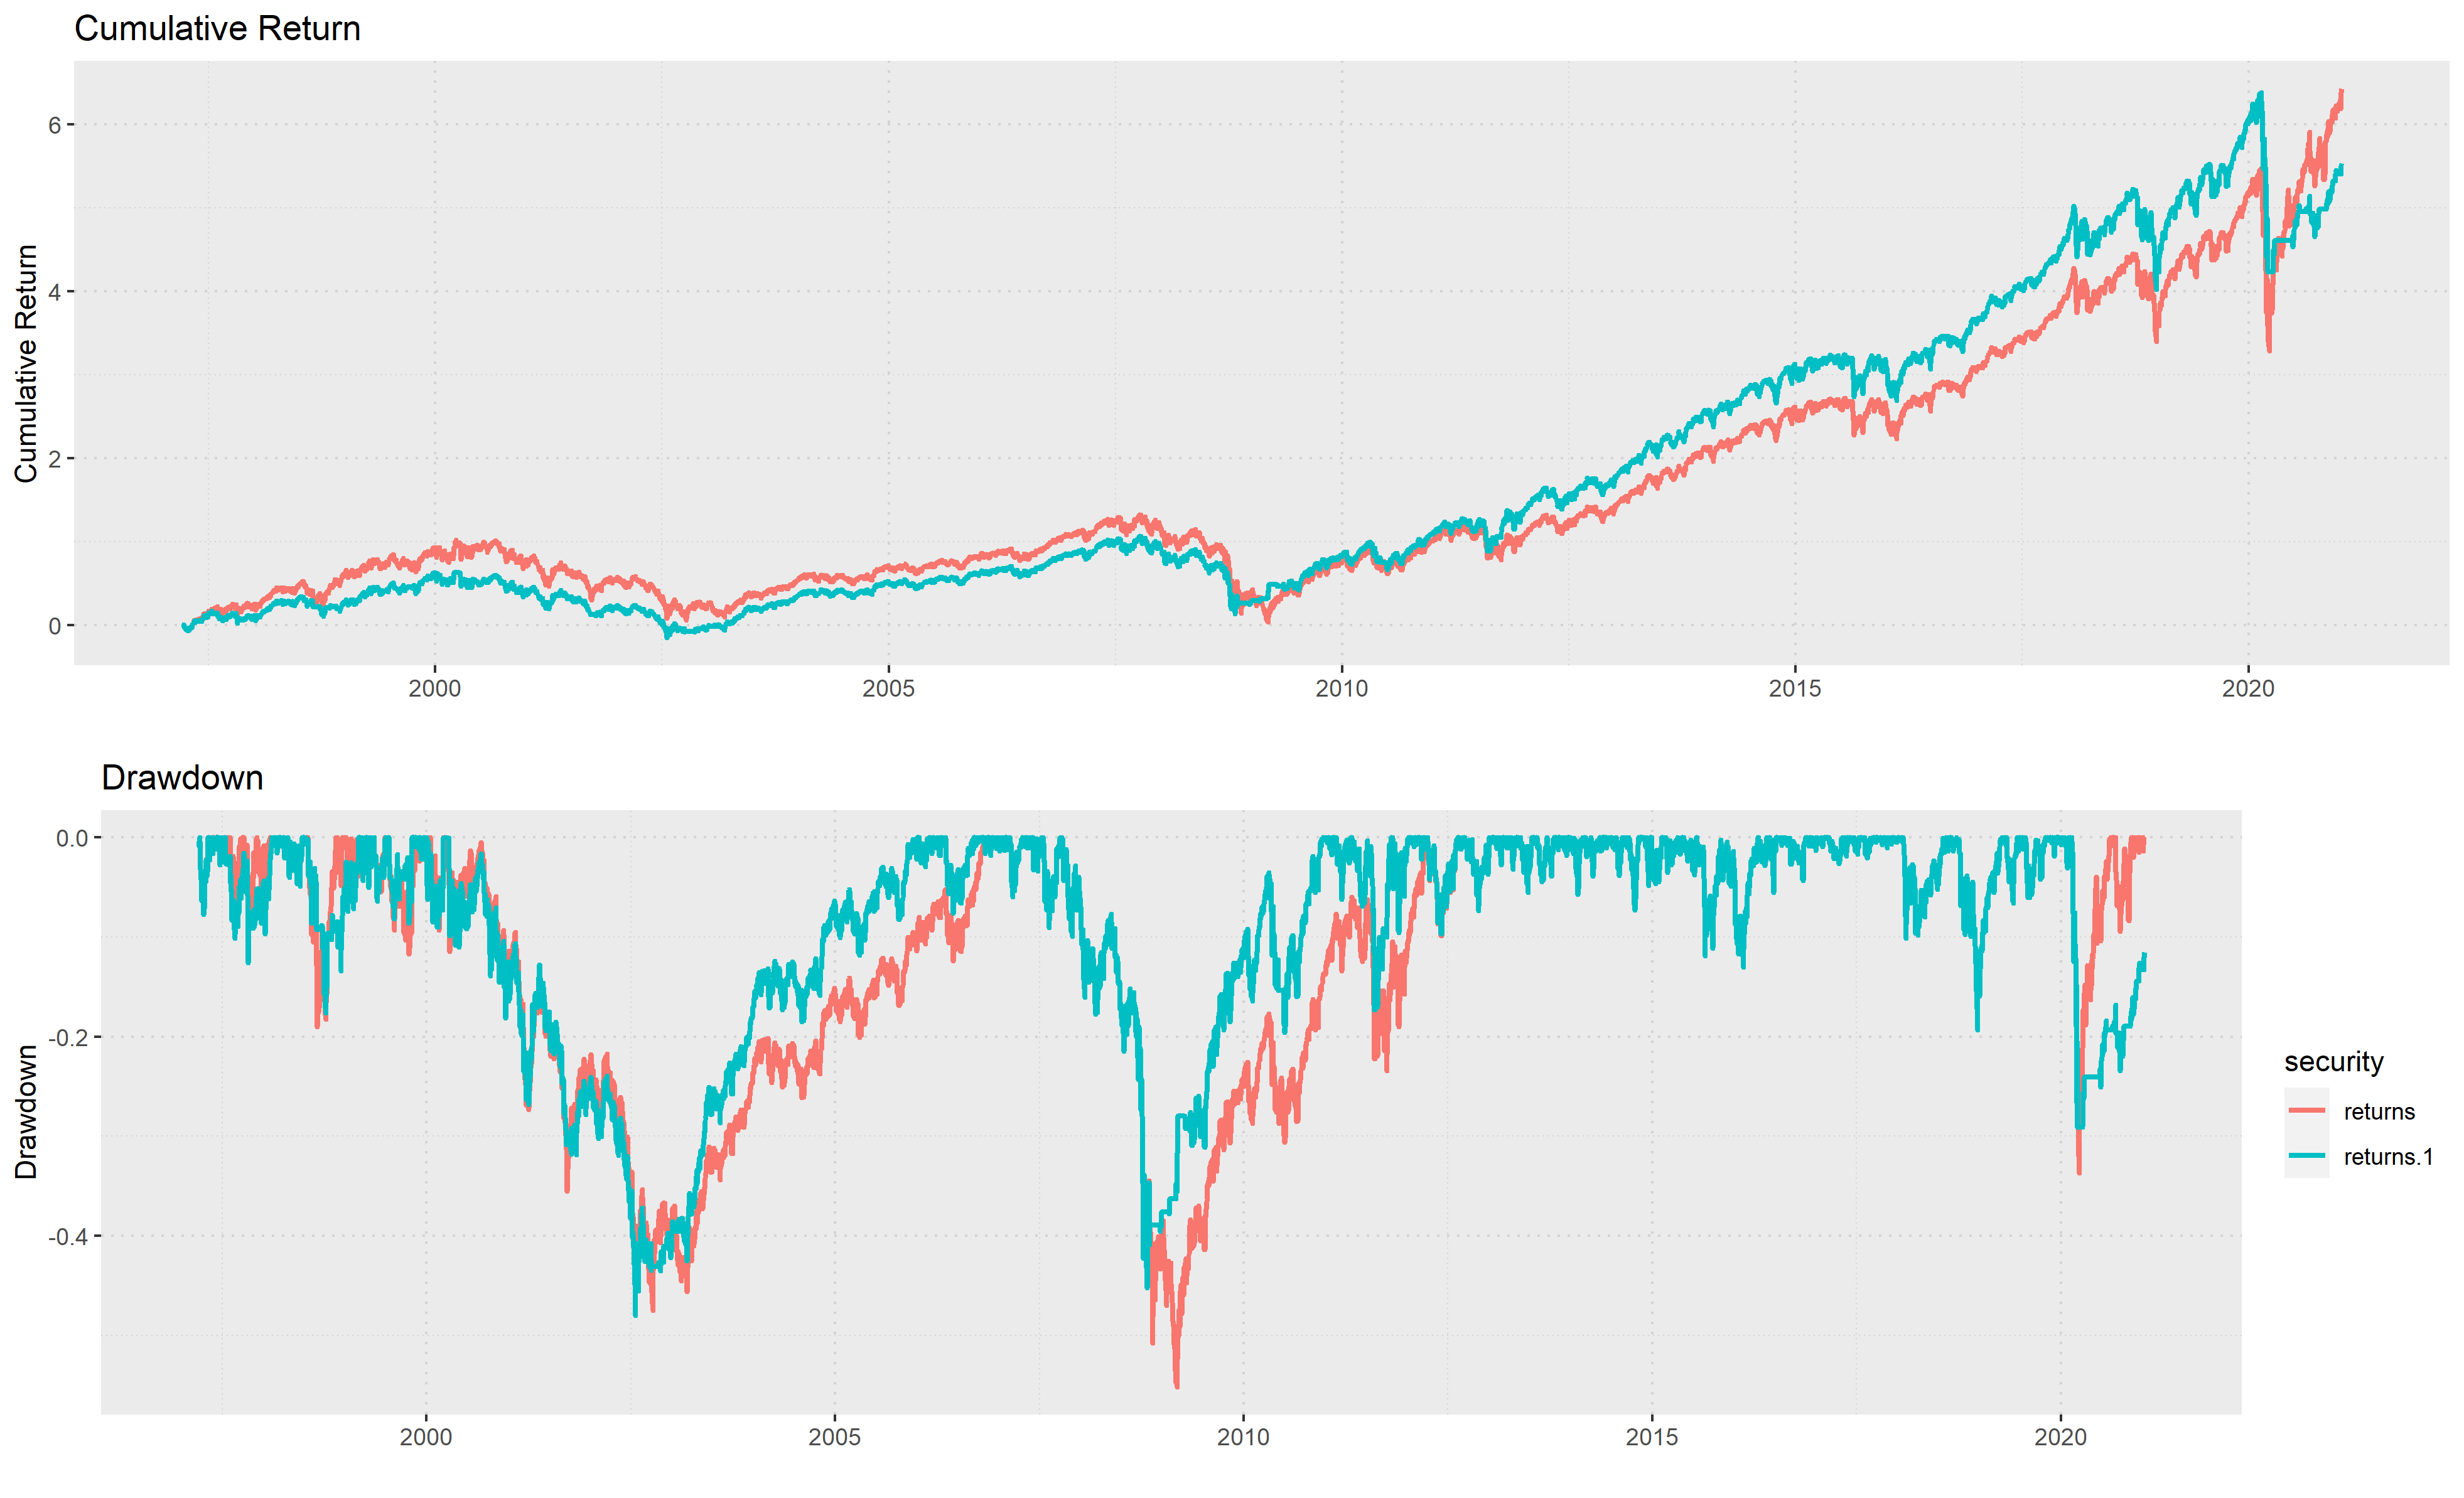 Cumulative Return
Cumulative Return
6
4
2
0
2000 2005 2010 2015 2020
Drawdown
Drawdown
0.0
-0.2
-0.4
2000 2005 2010 2015 2020
security
returns
returns.1